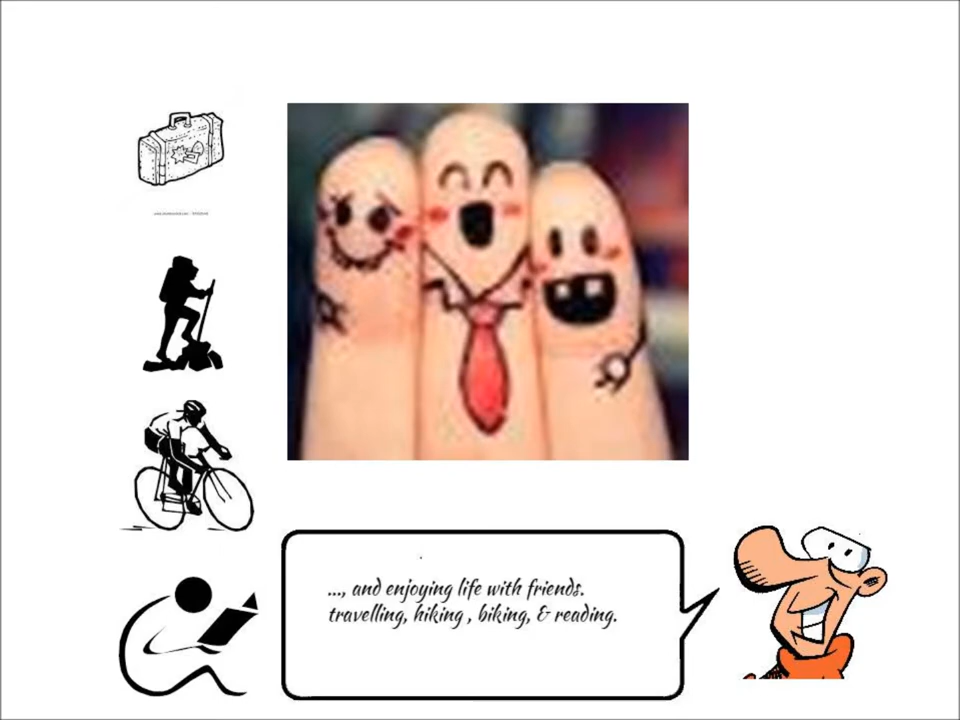 ..., and enjoying life with friends.
travelling, hiking , biking, & reading.